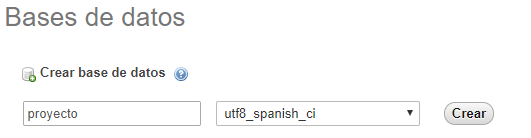 Bases de datos
Crear base de datos
proyecto utf8_spanish_ci Crear